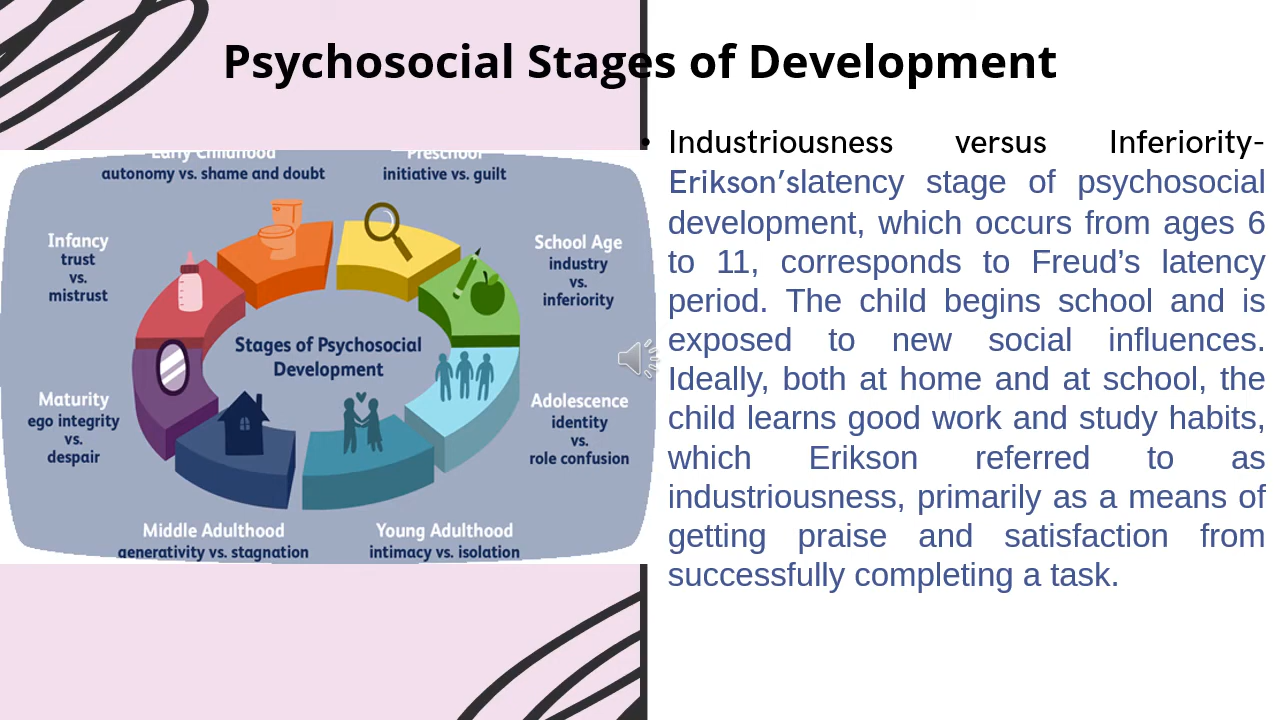 Psychosocial Stages of Development
Early Childhood
autonomy vs. shame and doubt
Preschool
initiative vs. guilt
Infancy
trust
vs.
mistrust
School Age
industry
vs.
inferiority
Stages of Psychosocial
Development
Maturity
ego integrity
vs.
despair
Adolescence
identity
vs.
role confusion
Middle Adulthood
generativity vs. stagnation
Young Adulthood
intimacy vs. isolation
• Industriousness versus Inferiority-
Erikson’slatency stage of psychosocial
development, which occurs from ages 6
to 11, corresponds to Freud’s latency
period. The child begins school and is
exposed to new social influences.
Ideally, both at home and at school, the
child learns good work and study habits,
which Erikson referred to as
industriousness, primarily as a means of
getting praise and satisfaction from
successfully completing a task.